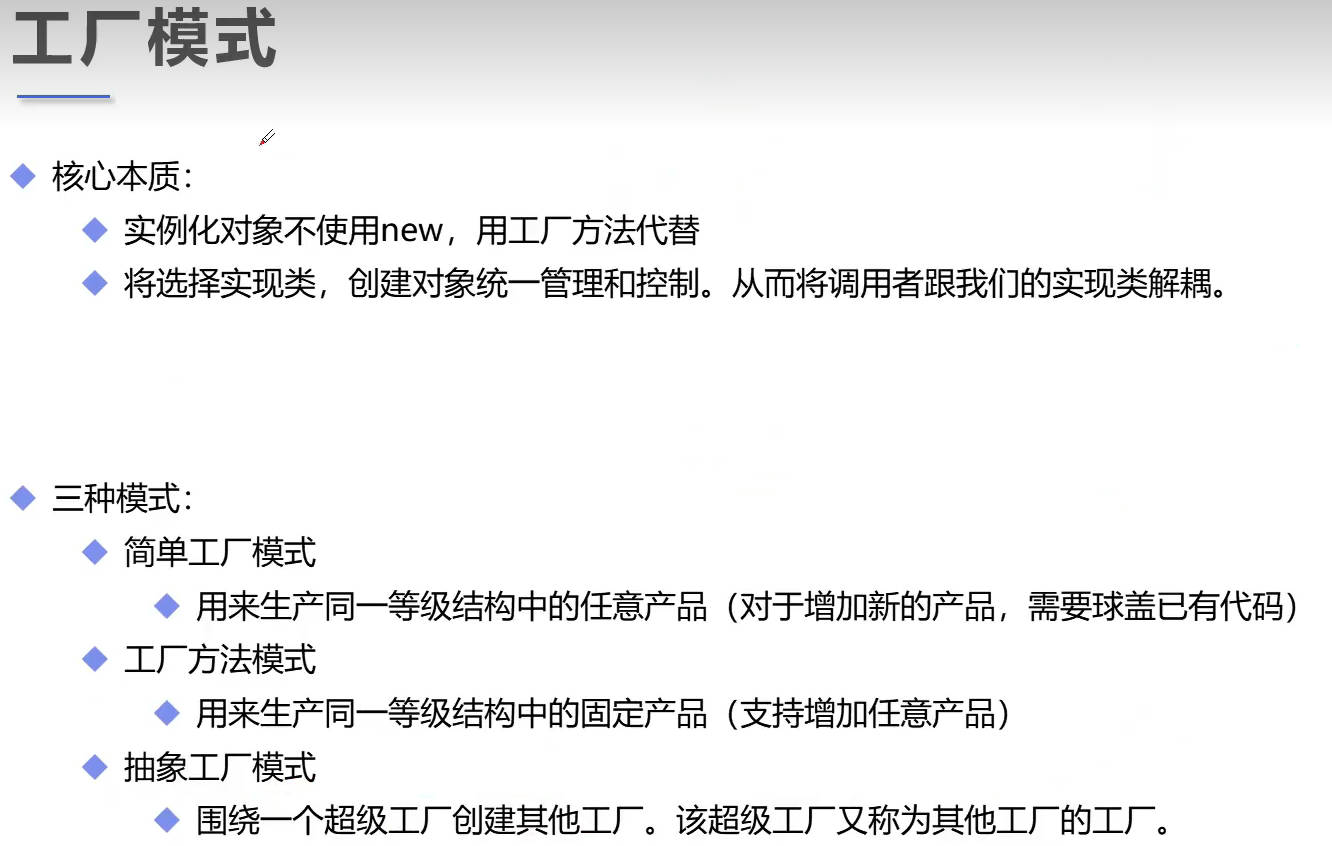 工厂模式
核心本质：
实例化对象不使用new，用工厂方法代替
将选择实现类，创建对象统一管理和控制。从而将调用者跟我们的实现类解耦。
三种模式：
简单工厂模式
用来生产同一等级结构中的任意产品（对于增加新的产品，需要球盖已有代码）
工厂方法模式
用来生产同一等级结构中的固定产品（支持增加任意产品）
抽象工厂模式
围绕一个超级工厂创建其他工厂。该超级工厂又称为其他工厂的工厂。